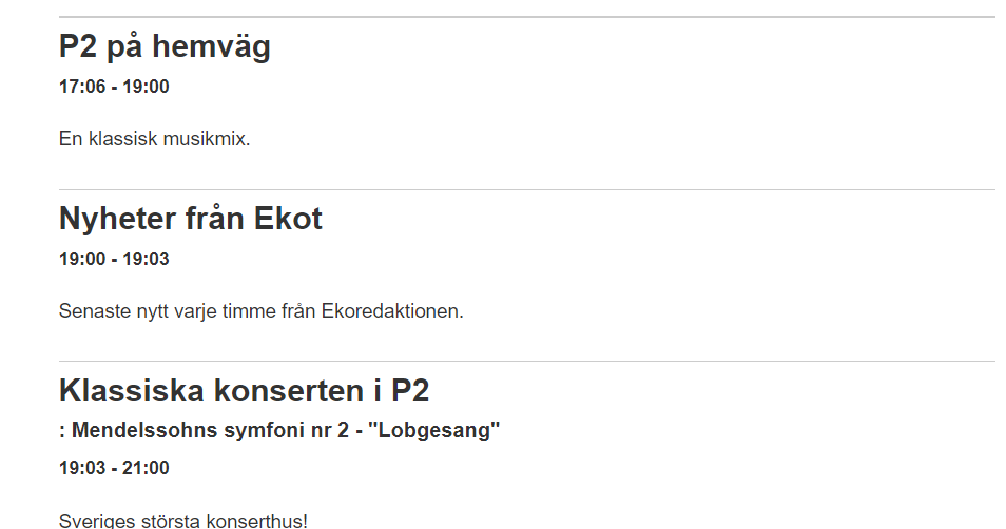 P2 på hemväg
17:06 - 19:00
En klassisk musikmix.
Nyheter från Ekot
19:00 - 19:03
Senaste nytt varje timme från Ekoredaktionen.
Klassiska konserten i P2
: Mendelssohns symfoni nr 2 - "Lobgesang"
19:03 - 21:00
Sveriges största konserthus!